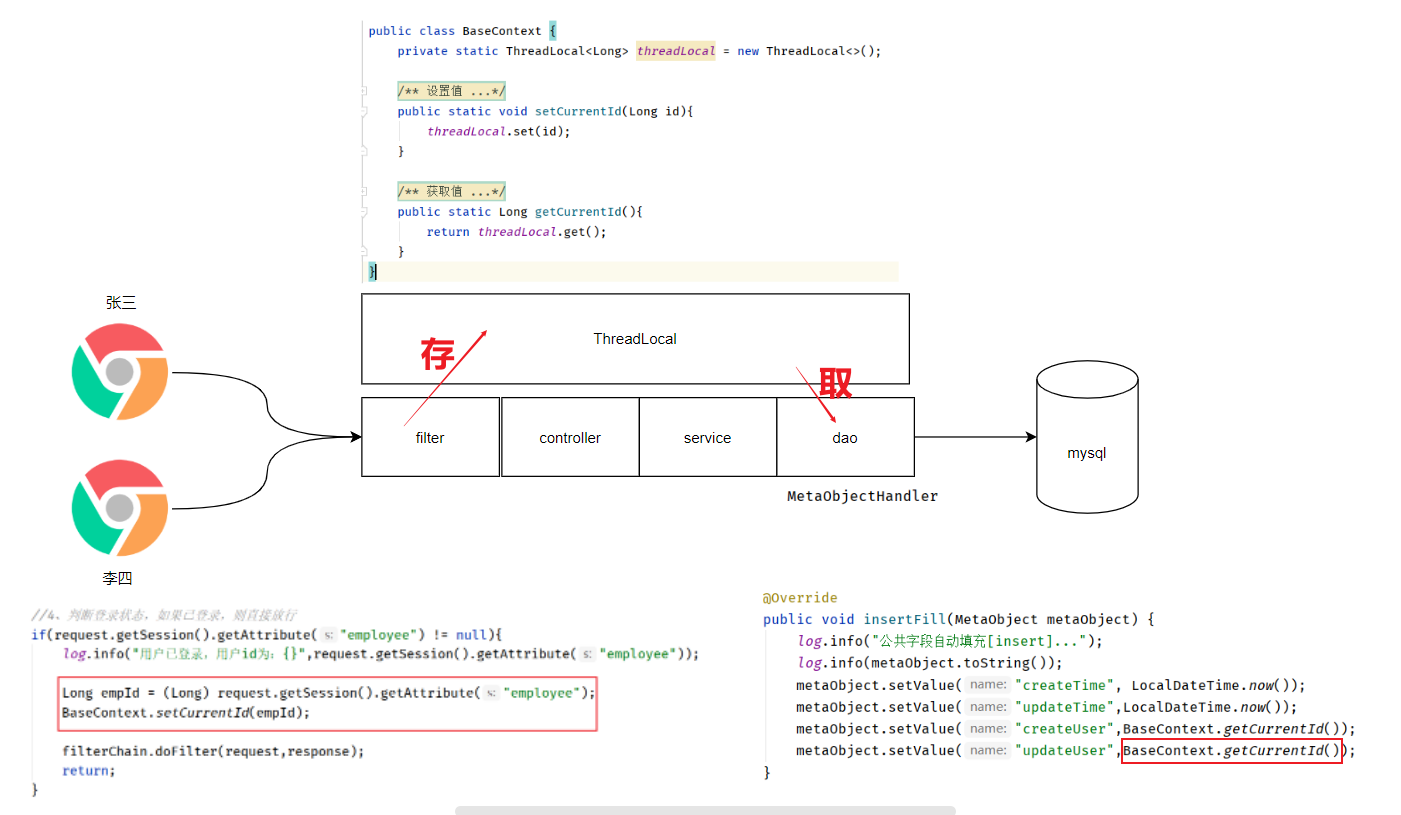 public class BaseContext {
private static ThreadLocal<Long> threadLocal = new ThreadLocal<>();
/** 设置值 ...*/
public static void setCurrentId(Long id){
threadLocal.set(id);
}
/** 获取值 ...*/
public static Long getCurrentId(){
return threadLocal.get();
}
}
张三
ThreadLocal
存
取
filter
controller
service
dao
mysql
MetaObjectHandler
李四
//4、判断登录状态，如果已登录，则直接放行
if(request.getSession().getAttribute( s: "employee") != null){
log.info("用户已登录，用户id为：{}",request.getSession().getAttribute( s: "employee"));
Long empId = (Long) request.getSession().getAttribute( s: "employee");
BaseContext.setCurrentId(empId);
filterChain.doFilter(request,response);
return;
}
@Override
public void insertFill(MetaObject metaObject) {
log.info("公共字段自动填充[insert]...");
log.info(metaObject.toString());
metaObject.setValue( name: "createTime", LocalDateTime.now());
metaObject.setValue( name: "updateTime",LocalDateTime.now());
metaObject.setValue( name: "createUser",BaseContext.getCurrentId());
metaObject.setValue( name: "updateUser",BaseContext.getCurrentId());
}